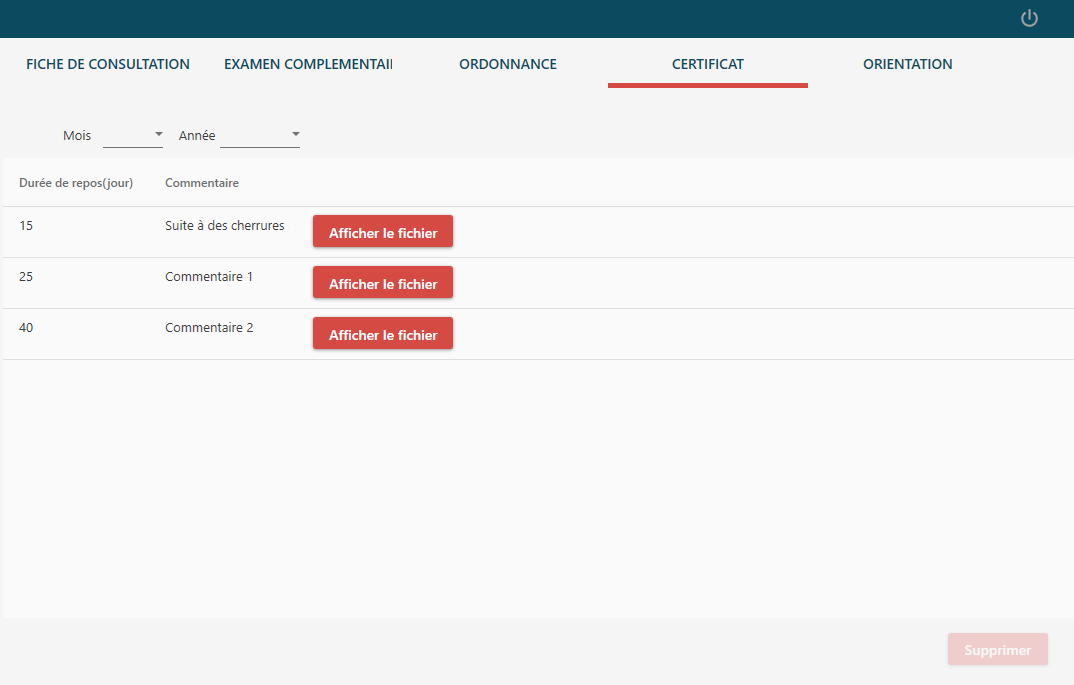 FICHE DE CONSULTATION EXAMEN COMPLEMENTAI ORDONNANCE CERTIFICAT ORIENTATION
Mois Année
Durée de repos(jour) Commentaire
15 Suite à des cherrures Afficher le fichier
25 Commentaire 1 Afficher le fichier
40 Commentaire 2 Afficher le fichier
Supprimer